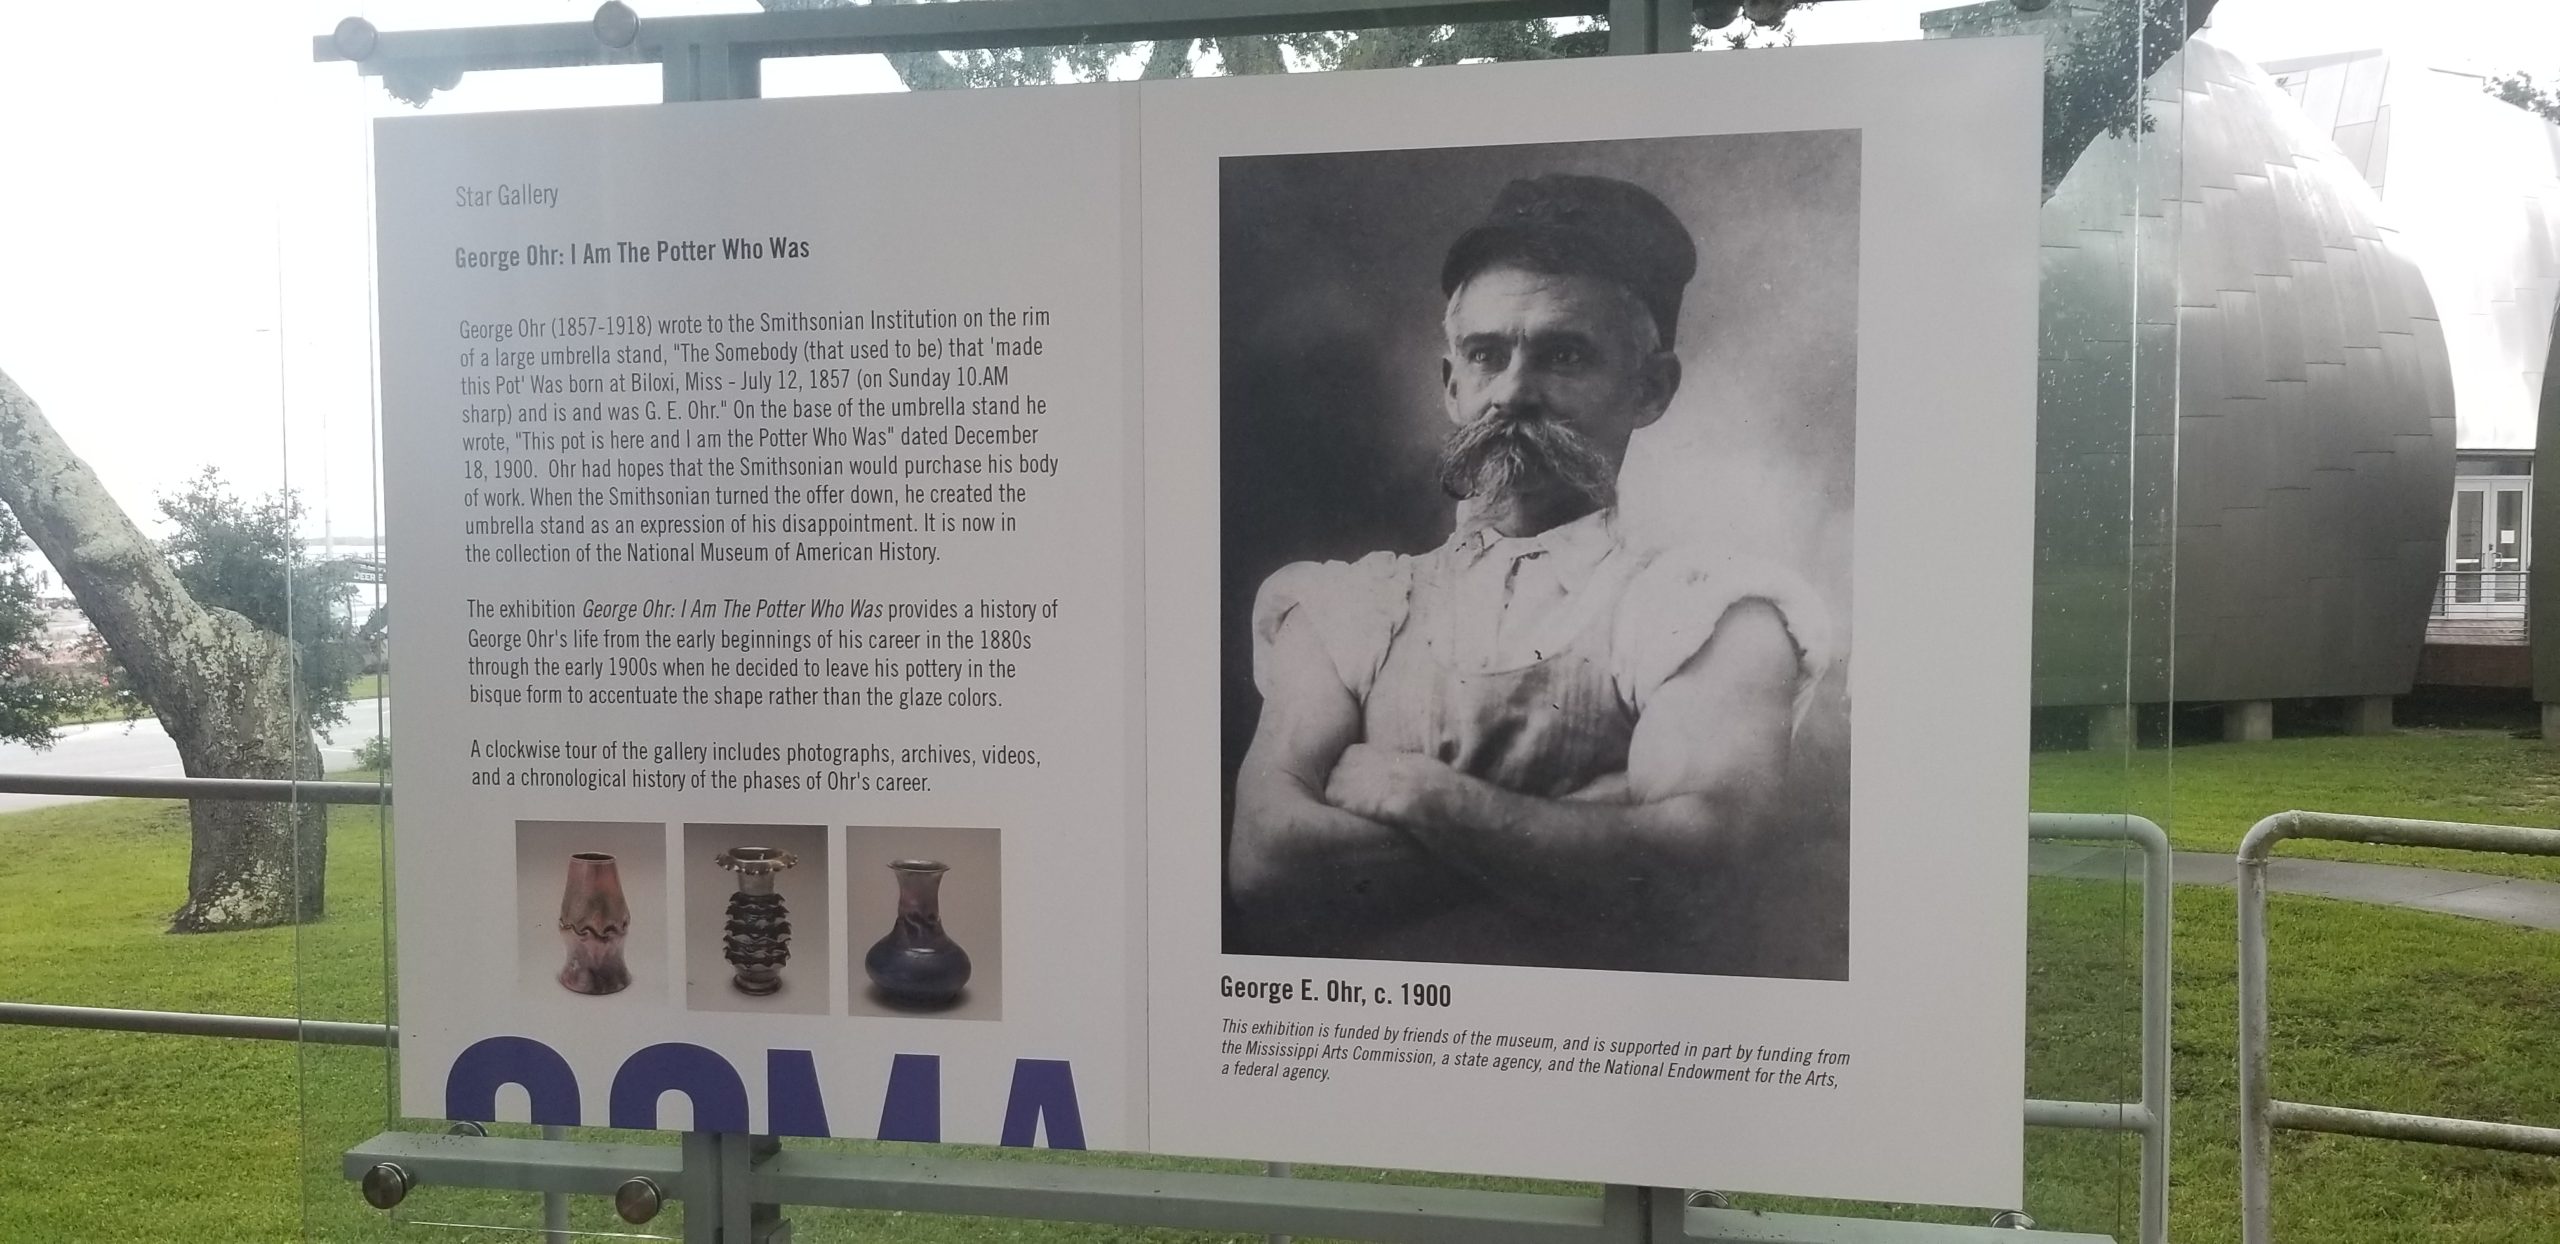 Star Gallery
George Ohr: I Am The Potter Who Was
George Ohr (1857-1918) wrote to the Smithsonian Institution on the rim
of a large umbrella stand, "The Somebody (that used to be) that 'made
this Pot' Was born at Biloxi, Miss - July 12, 1857 (on Sunday 10.AM
sharp) and is and was G. E. Ohr." On the base of the umbrella stand he
wrote, "This pot is here and I am the Potter Who Was" dated December
18, 1900.  Ohr had hopes that the Smithsonian would purchase his body
of work. When the Smithsonian turned the offer down, he created the
umbrella stand as an expression of his disappointment. It is now in
the collection of the National Museum of American History.
The exhibition George Ohr: I Am The Potter Who Was provides a history of
George Ohr's life from the early beginnings of his career in the 1880s
through the early 1900s when he decided to leave his pottery in the
bisque form to accentuate the shape rather than the glaze colors.
A clockwise tour of the gallery includes photographs, archives, videos,
and a chronological history of the phases of Ohr's career.
George E. Ohr, c. 1900
This exhibition is funded by friends of the museum, and is supported in part by funding from
the Mississippi Arts Commission, a state agency, and the National Endowment for the Arts,
a federal agency.
DEERE